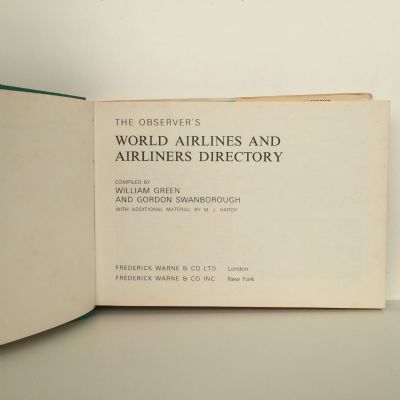 THE OBSERVER'S
WORLD AIRLINES AND
AIRLINERS DIRECTORY
COMPILED BY
WILLIAM GREEN
AND GORDON SWANBOROUGH
WITH ADDITIONAL MATERIAL BY M. J. HARDY
FREDERICK WARNE & CO LTD London
FREDERICK WARNE & CO INC New York